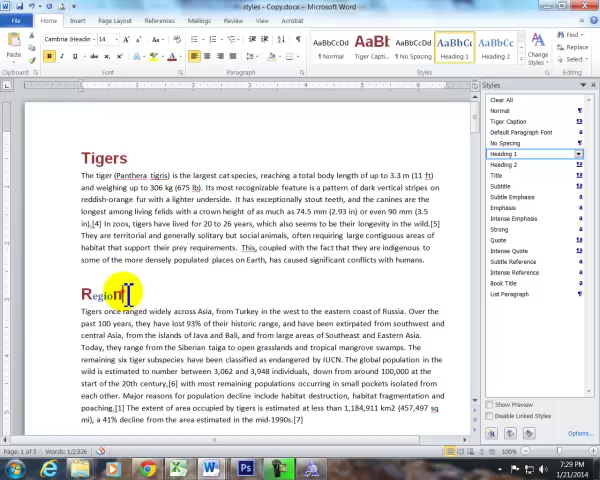 styles - Copy.docx - Microsoft Word
File
Home
Insert
Page Layout
References
Mailings
Review
View
Acrobat
Paste
Cambria (Headin
14
AaBbCcDd
AaBb
AaBbCcDd
AaBbCc
AaBbCc
¶ Normal
Tiger Capti...
¶ No Spacing
Heading 1
Heading 2
Change
Styles
Find
Replace
Select
Clipboard
Font
Paragraph
Styles
Editing
Tigers
The tiger (Panthera tigris) is the largest cat species, reaching a total body length of up to 3.3 m (11 ft)
and weighing up to 306 kg (675 lb). Its most recognizable feature is a pattern of dark vertical stripes on
reddish-orange fur with a lighter underside. It has exceptionally stout teeth, and the canines are the
longest among living felids with a crown height of as much as 74.5 mm (2.93 in) or even 90 mm (3.5
in).[4] In zoos, tigers have lived for 20 to 26 years, which also seems to be their longevity in the wild.[5]
They are territorial and generally solitary but social animals, often requiring large contiguous areas of
habitat that support their prey requirements. This, coupled with the fact that they are indigenous to
some of the more densely populated places on Earth, has caused significant conflicts with humans.
Region
Tigers once ranged widely across Asia, from Turkey in the west to the eastern coast of Russia. Over the
past 100 years, they have lost 93% of their historic range, and have been extirpated from southwest and
central Asia, from the islands of Java and Bali, and from large areas of Southeast and Eastern Asia.
Today, they range from the Siberian taiga to open grasslands and tropical mangrove swamps. The
remaining six tiger subspecies have been classified as endangered by IUCN. The global population in the
wild is estimated to number between 3,062 and 3,948 individuals, down from around 100,000 at the
start of the 20th century,[6] with most remaining populations occurring in small pockets isolated from
each other. Major reasons for population decline include habitat destruction, habitat fragmentation and
poaching.[1] The extent of area occupied by tigers is estimated at less than 1,184,911 km2 (457,497 sq
mi), a 41% decline from the area estimated in the mid-1990s.[7]
Styles
Clear All
Normal
Tiger Caption
Default Paragraph Font
No Spacing
Heading 1
Heading 2
Title
Subtitle
Subtle Emphasis
Emphasis
Intense Emphasis
Strong
Quote
Intense Quote
Subtle Reference
Intense Reference
Book Title
List Paragraph
Show Preview
Disable Linked Styles
Options...
Page: 1 of 5
Words: 1/2,826
100%
7:29 PM
1/21/2014